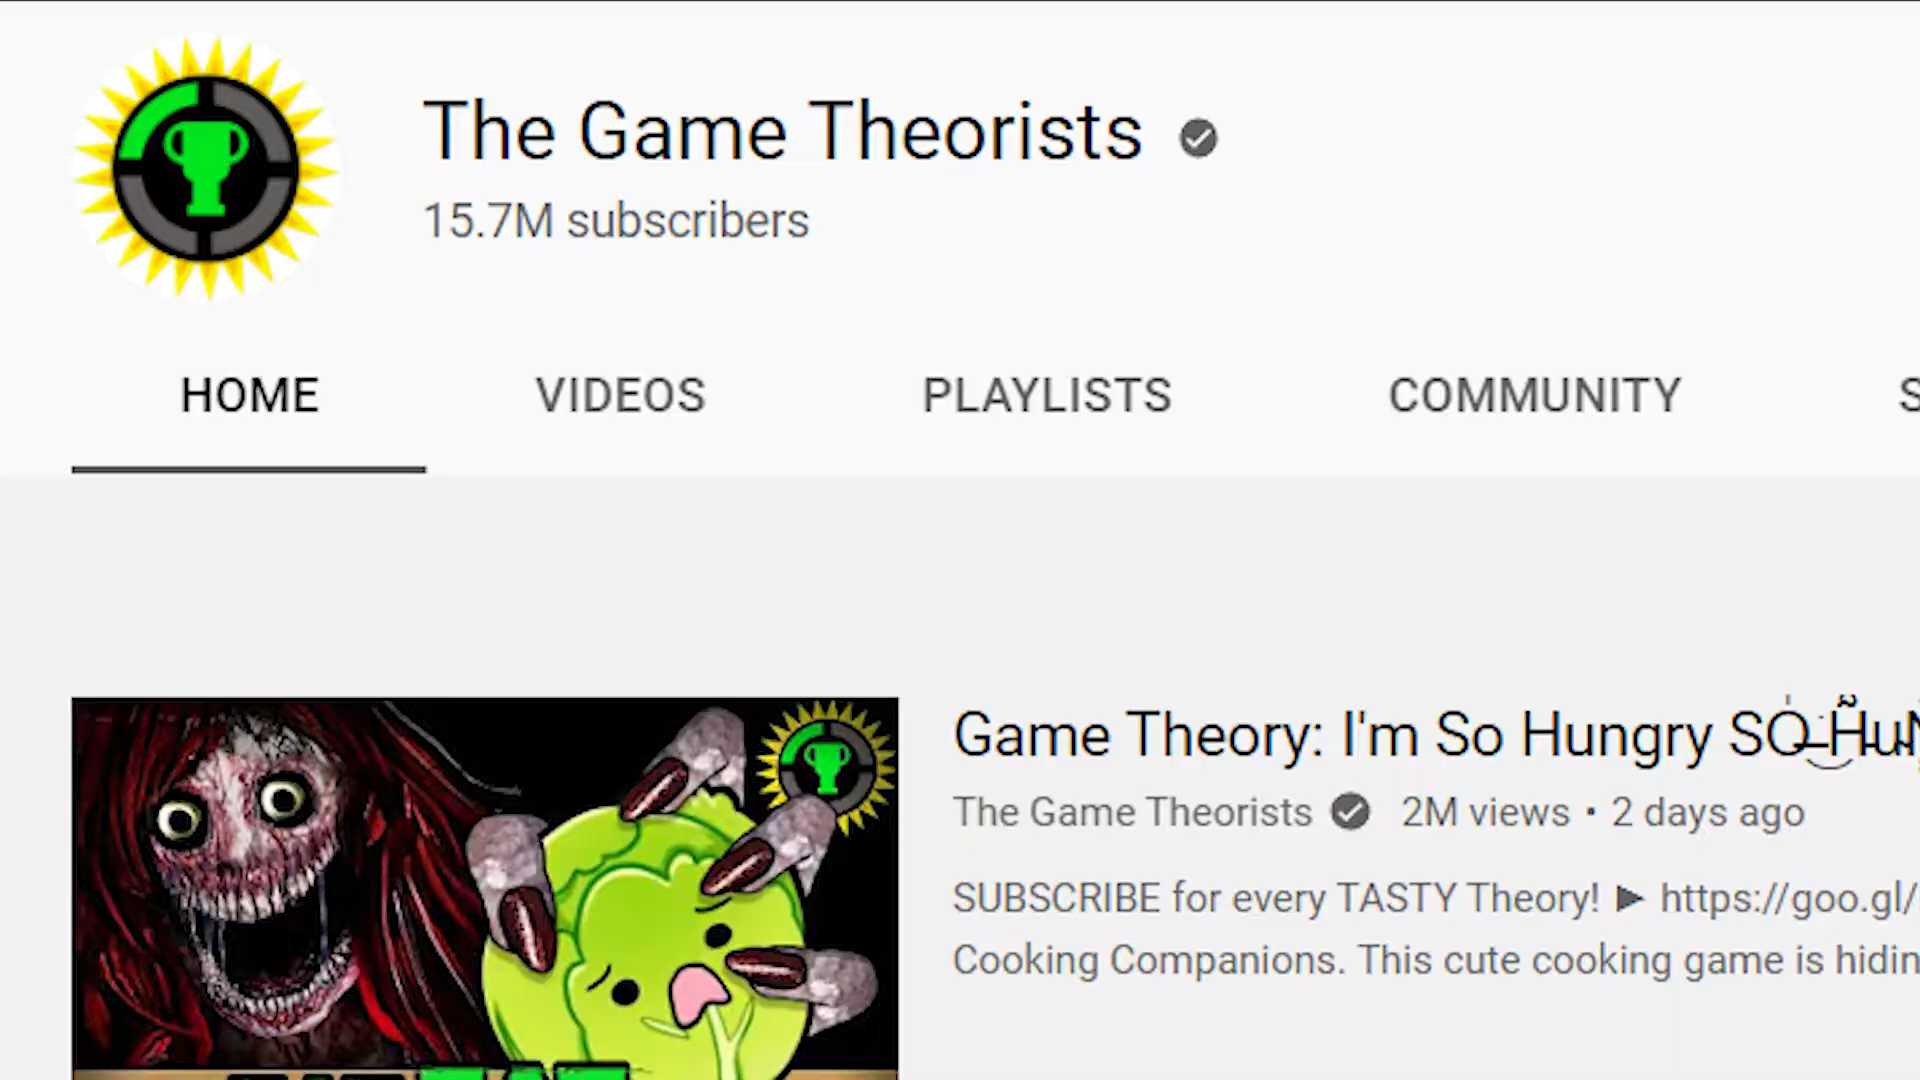 The Game Theorists
15.7M subscribers
HOME VIDEOS PLAYLISTS COMMUNITY
Game Theory: I'm So Hungry SO HuN
The Game Theorists 2M views • 2 days ago
SUBSCRIBE for every TASTY Theory! ► https://goo.gl/
Cooking Companions. This cute cooking game is hidin